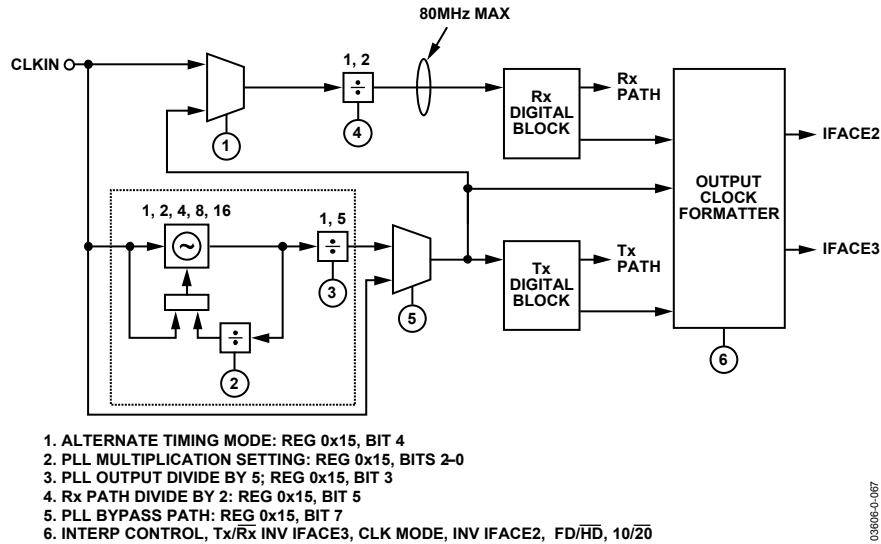 80MHz MAX
CLKIN
1, 2
÷
4
1
Rx
DIGITAL
BLOCK
Rx
PATH
IFACE2
OUTPUT
CLOCK
FORMATTER
IFACE3
1, 2, 4, 8, 16
~
1, 5
÷
3
÷
2
5
Tx
DIGITAL
BLOCK
Tx
PATH
6
1. ALTERNATE TIMING MODE: REG 0x15, BIT 4
2. PLL MULTIPLICATION SETTING: REG 0x15, BITS 2–0
3. PLL OUTPUT DIVIDE BY 5; REG 0x15, BIT 3
4. Rx PATH DIVIDE BY 2: REG 0x15, BIT 5
5. PLL BYPASS PATH: REG 0x15, BIT 7
6. INTERP CONTROL, Tx/R̅x̅ INV IFACE3, CLK MODE, INV IFACE2, FD/H̅D̅, 10/2̅0̅
03606-0-067